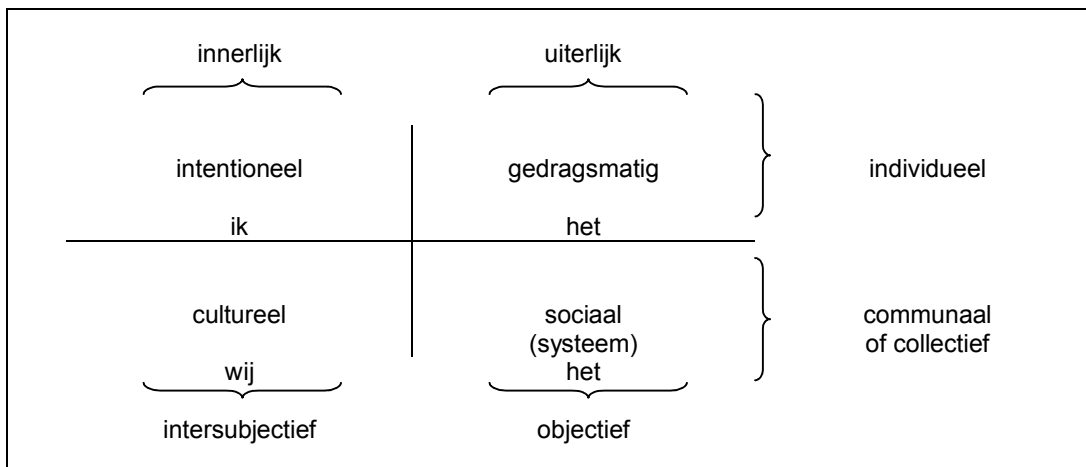 innerlijk uiterlijk
intentioneel gedragsmatig individueel
ik het
cultureel sociaal communaal
(systeem) of collectief
wij het
intersubjectief objectief